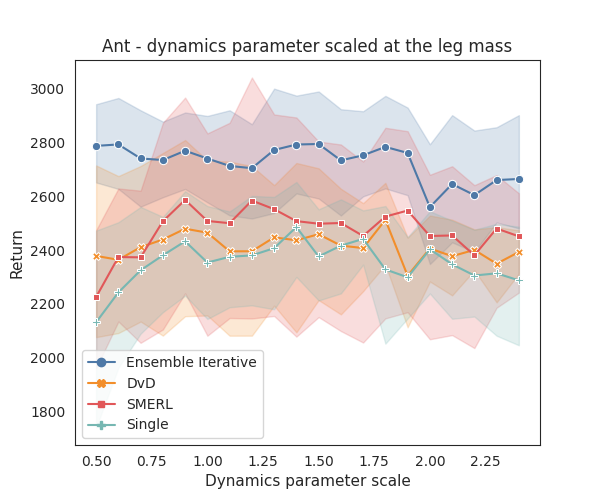 Ant - dynamics parameter scaled at the leg mass
3000
2800
2600
2400
2200
2000
1800
Return
Ensemble Iterative
DvD
SMERL
Single
0.50 0.75 1.00 1.25 1.50 1.75 2.00 2.25
Dynamics parameter scale